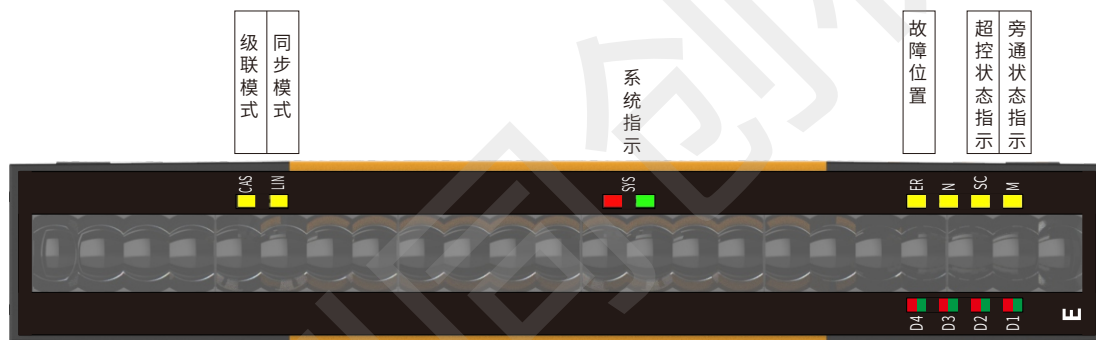 级联模式
同步模式
系统指示
故障位置
超控状态指示
旁通状态指示
CAS
LIN
SYS
ER
N
SC
M
D4
D3
D2
D1
E